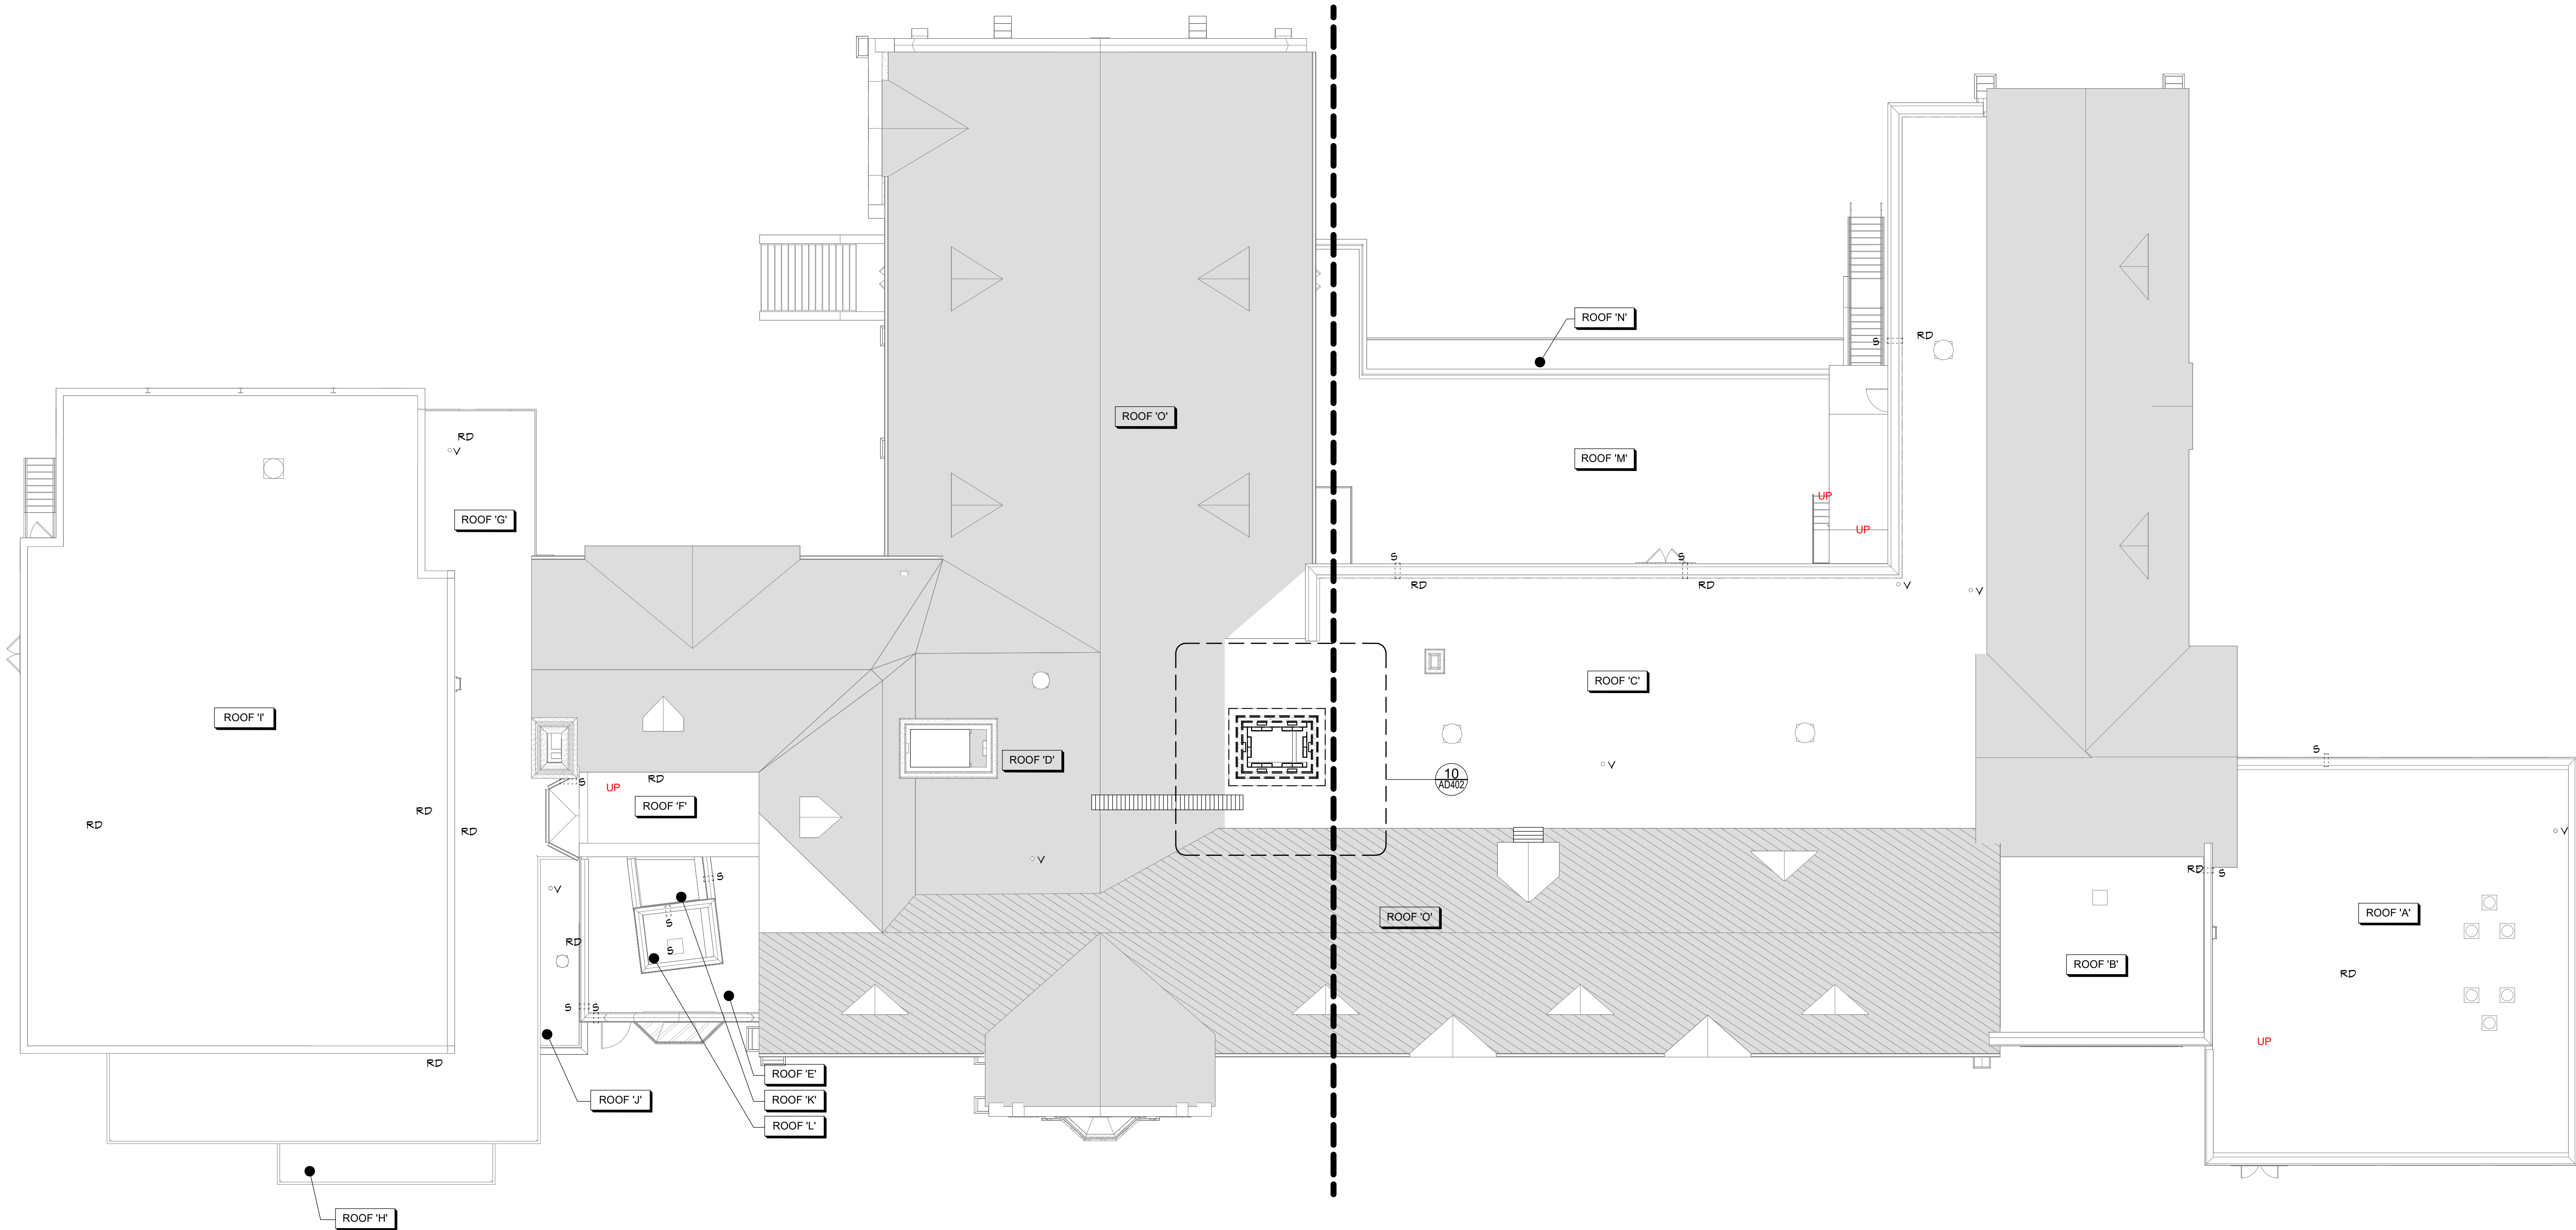 ROOF 'N'
S
RD
ROOF 'O'
RD
V
ROOF 'M'
UP
ROOF 'G'
UP
S
S
RD
RD
V
V
ROOF 'C'
ROOF 'I'
S
ROOF 'D'
V
10
AD402
S
RD
UP
ROOF 'F'
RD
RD
RD
V
V
RD
S
S
V
ROOF 'A'
ROOF 'O'
S
RD
S
ROOF 'B'
RD
S
S
UP
RD
ROOF 'E'
ROOF 'J'
ROOF 'K'
ROOF 'L'
ROOF 'H'